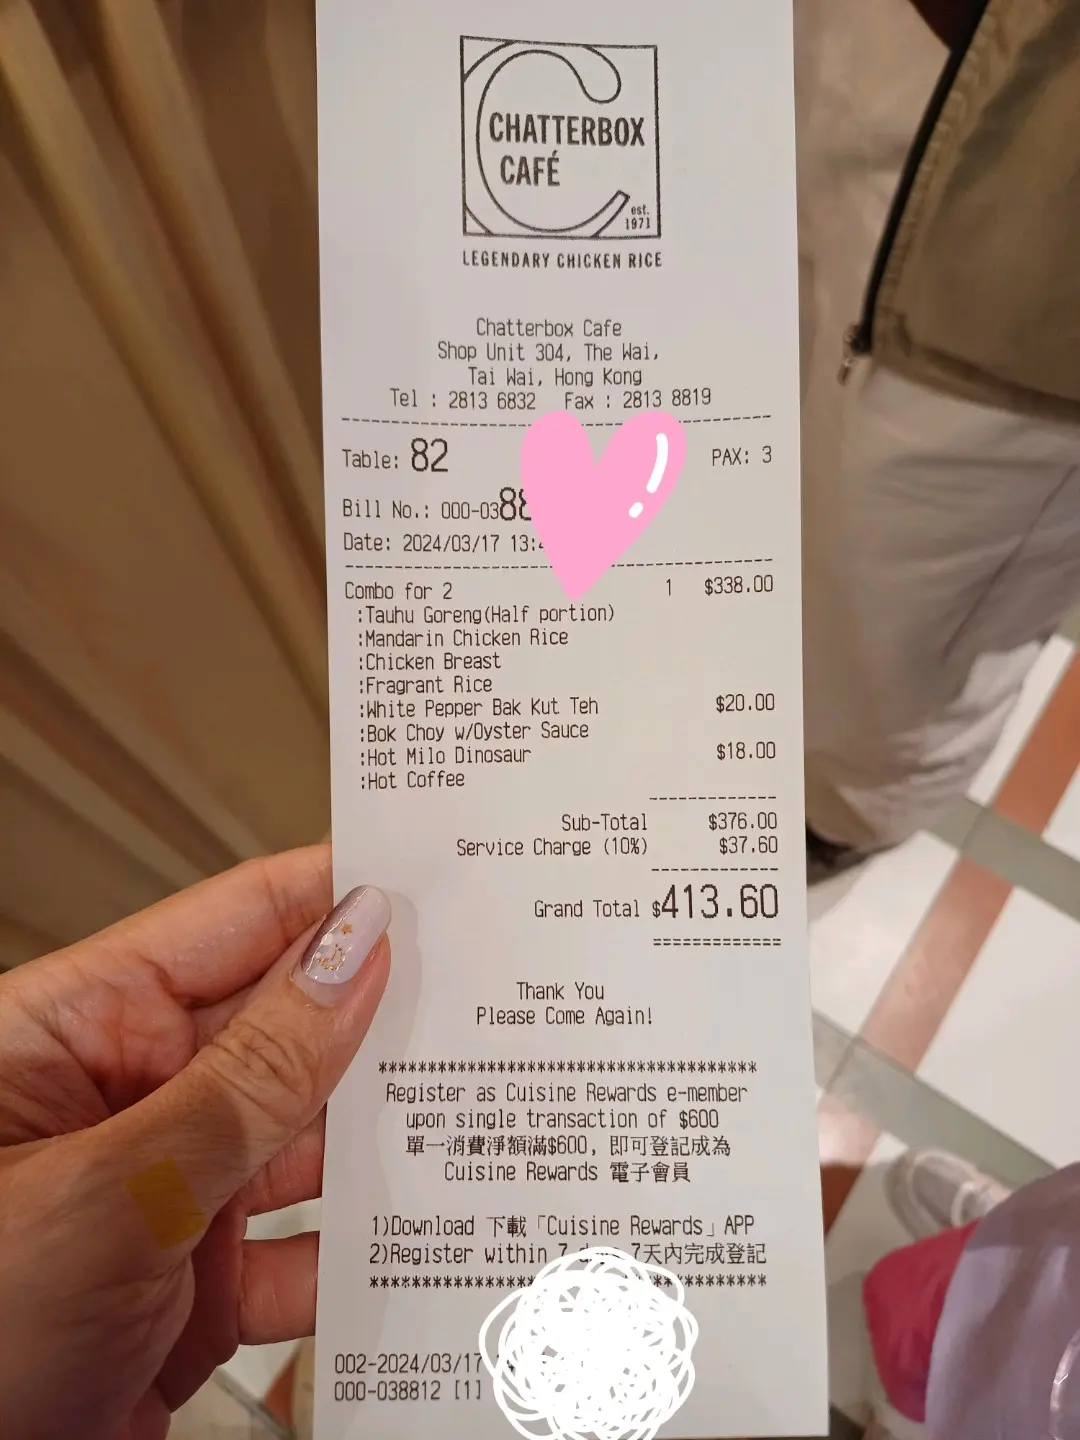 CHATTERBOX
CAFÉ
est.
1971
LEGENDARY CHICKEN RICE
Chatterbox Cafe
Shop Unit 304, The Wai,
Tai Wai, Hong Kong
Tel : 2813 6832 Fax : 2813 8819
Table: 82 PAX: 3
Bill No.: 000-0388
Date: 2024/03/17 13:4
Combo for 2 1 $338.00
:Tauhu Goreng(Half portion)
:Mandarin Chicken Rice
:Chicken Breast
:Fragrant Rice
:White Pepper Bak Kut Teh $20.00
:Bok Choy w/Oyster Sauce
:Hot Milo Dinosaur $18.00
:Hot Coffee
Sub-Total $376.00
Service Charge (10%) $37.60
Grand Total $413.60
Thank You
Please Come Again!
**************************************
Register as Cuisine Rewards e-member
upon single transaction of $600
單一消費淨額滿$600, 即可登記成為
Cuisine Rewards 電子會員
1)Download 下載「Cuisine Rewards」APP
2)Register within 7 days 7天內完成登記
**************************************
002-2024/03/17
000-038812 [1]